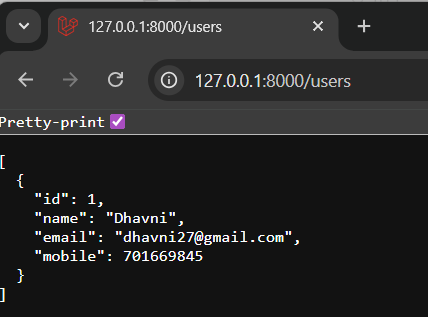 127.0.0.1:8000/users
127.0.0.1:8000/users
Pretty-print
[
  {
    "id": 1,
    "name": "Dhavni",
    "email": "dhavni27@gmail.com",
    "mobile": 701669845
  }
]